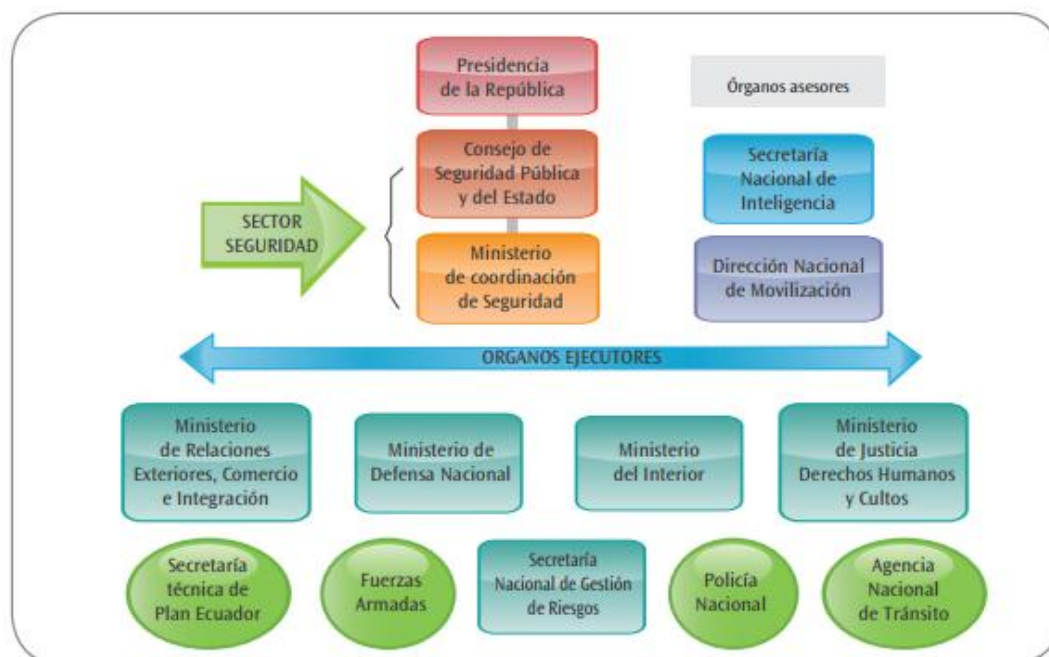 Presidencia
de la República
Órganos asesores
Consejo de
Seguridad Pública
y del Estado
Secretaría
Nacional de
Inteligencia
SECTOR
SEGURIDAD
Ministerio
de coordinación
de Seguridad
Dirección Nacional
de Movilización
ORGANOS EJECUTORES
Ministerio
de Relaciones
Exteriores, Comercio
e Integración
Ministerio de
Defensa Nacional
Ministerio
del Interior
Ministerio
de Justicia
Derechos Humanos
y Cultos
Secretaría
técnica de
Plan Ecuador
Fuerzas
Armadas
Secretaría
Nacional de Gestión
de Riesgos
Policía
Nacional
Agencia
Nacional
de Tránsito